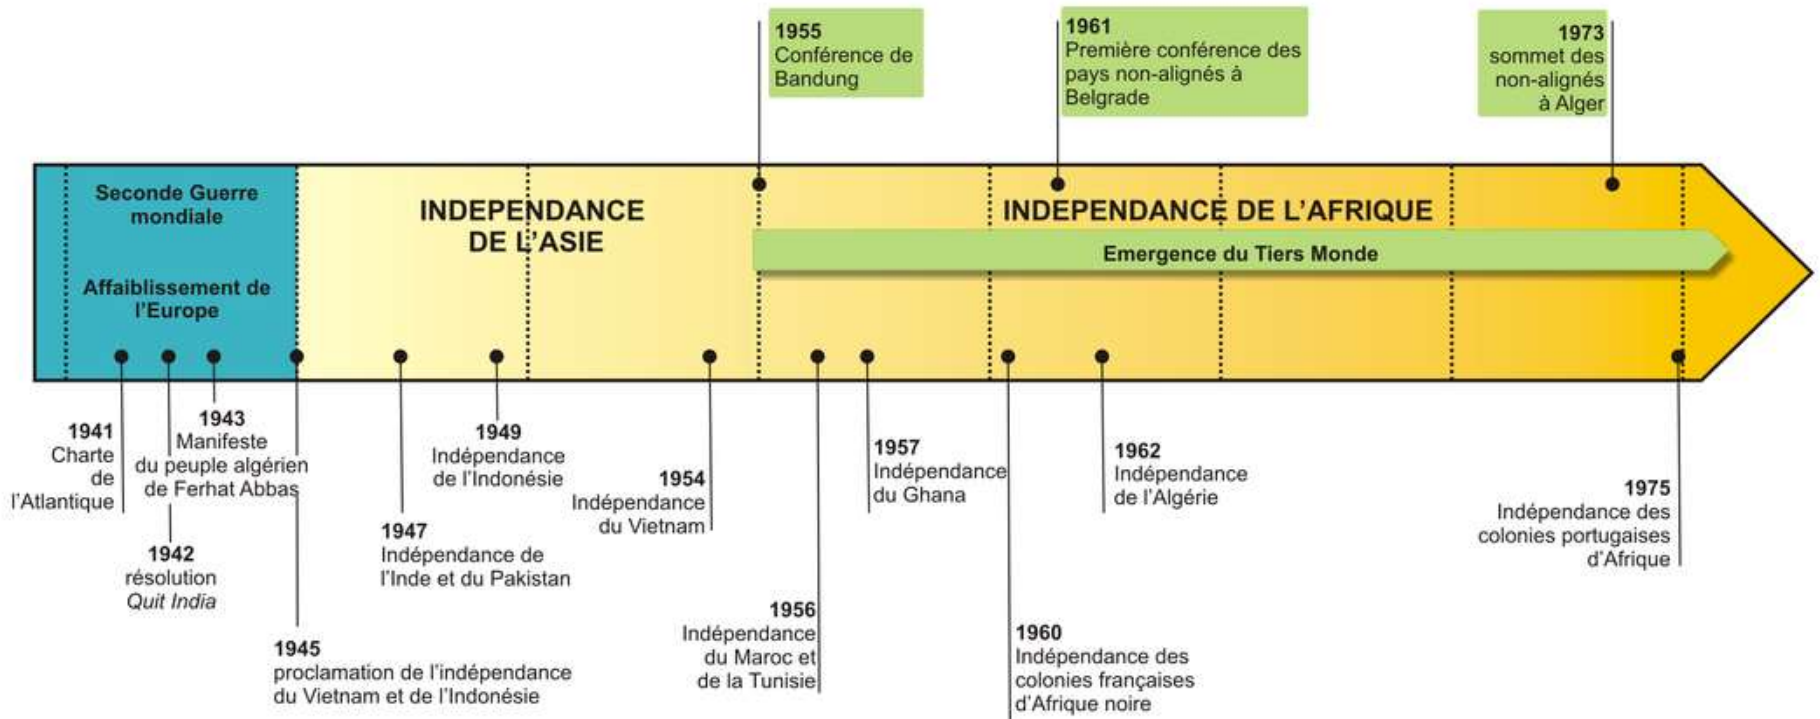 1955
Conférence de
Bandung
1961
Première conférence des
pays non-alignés à
Belgrade
1973
sommet des
non-alignés
à Alger
Seconde Guerre
mondiale
Affaiblissement de
l'Europe
INDEPENDANCE
DE L'ASIE
INDEPENDANCE DE L'AFRIQUE
Emergence du Tiers Monde
1941
Charte
de
l'Atlantique
1942
résolution
Quit India
1943
Manifeste
du peuple algérien
de Ferhat Abbas
1945
proclamation de l'indépendance
du Vietnam et de l'Indonésie
1947
Indépendance de
l'Inde et du Pakistan
1949
Indépendance
de l'Indonésie
1954
Indépendance
du Vietnam
1956
Indépendance
du Maroc et
de la Tunisie
1957
Indépendance
du Ghana
1960
Indépendance des
colonies françaises
d'Afrique noire
1962
Indépendance
de l'Algérie
1975
Indépendance des
colonies portugaises
d'Afrique